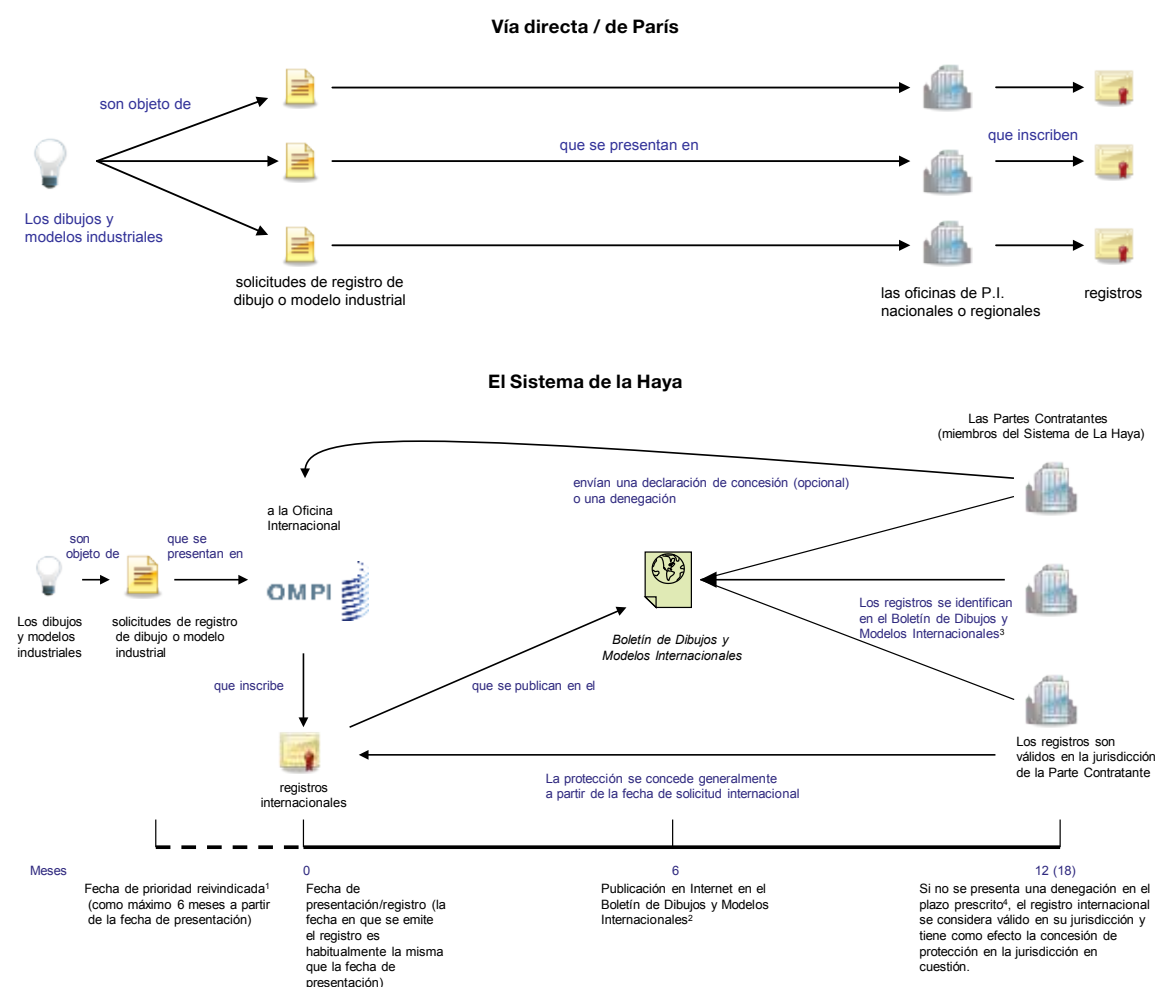 Vía directa / de París
son objeto de
que se presentan en
que inscriben
Los dibujos y
modelos industriales
solicitudes de registro de
dibujo o modelo industrial
las oficinas de P.I.
nacionales o regionales
registros
El Sistema de la Haya
Las Partes Contratantes
(miembros del Sistema de La Haya)
envían una declaración de concesión (opcional)
o una denegación
a la Oficina
Internacional
son
objeto de
que se
presentan en
OMPI
Los dibujos
y modelos
industriales
solicitudes de registro
de dibujo o modelo
industrial
Boletín de Dibujos y
Modelos Internacionales
Los registros se identifican
en el Boletín de Dibujos y
Modelos Internacionales³
que inscribe
que se publican en el
registros
internacionales
La protección se concede generalmente
a partir de la fecha de solicitud internacional
Los registros son
válidos en la jurisdicción
de la Parte Contratante
Meses
0
6
12 (18)
Fecha de prioridad reivindicada¹
(como máximo 6 meses a partir
de la fecha de presentación)
Fecha de
presentación/registro (la
fecha en que se emite
el registro es
habitualmente la misma
que la fecha de
presentación)
Publicación en Internet en el
Boletín de Dibujos y Modelos
Internacionales²
Si no se presenta una denegación en el
plazo prescrito⁴, el registro internacional
se considera válido en su jurisdicción y
tiene como efecto la concesión de
protección en la jurisdicción en
cuestión.